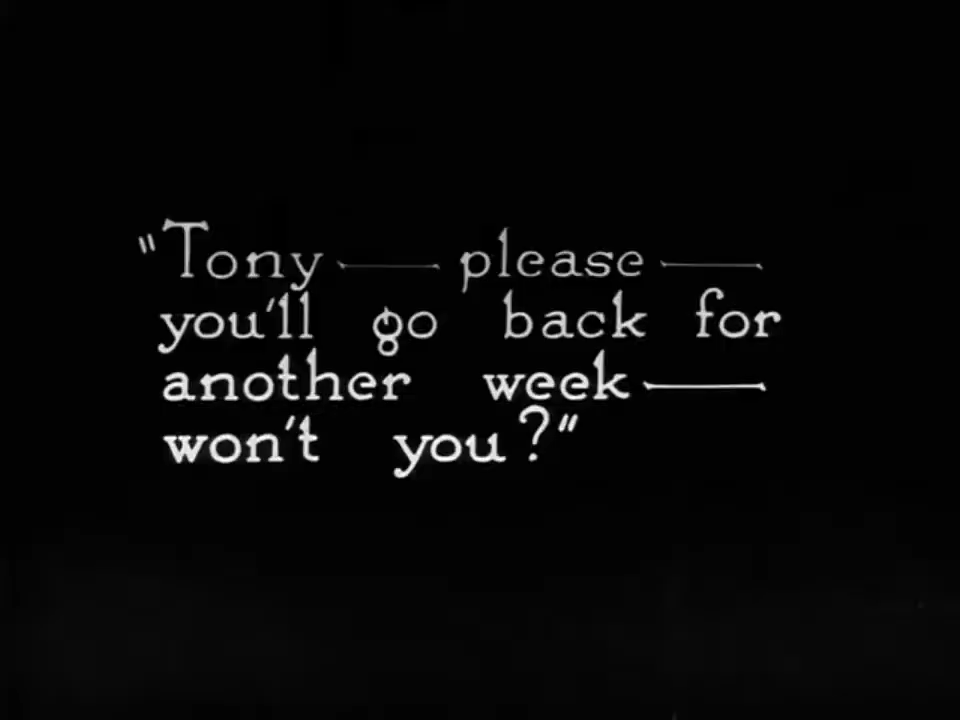 "Tony — please —
you'll go back for
another week —
won't you?"